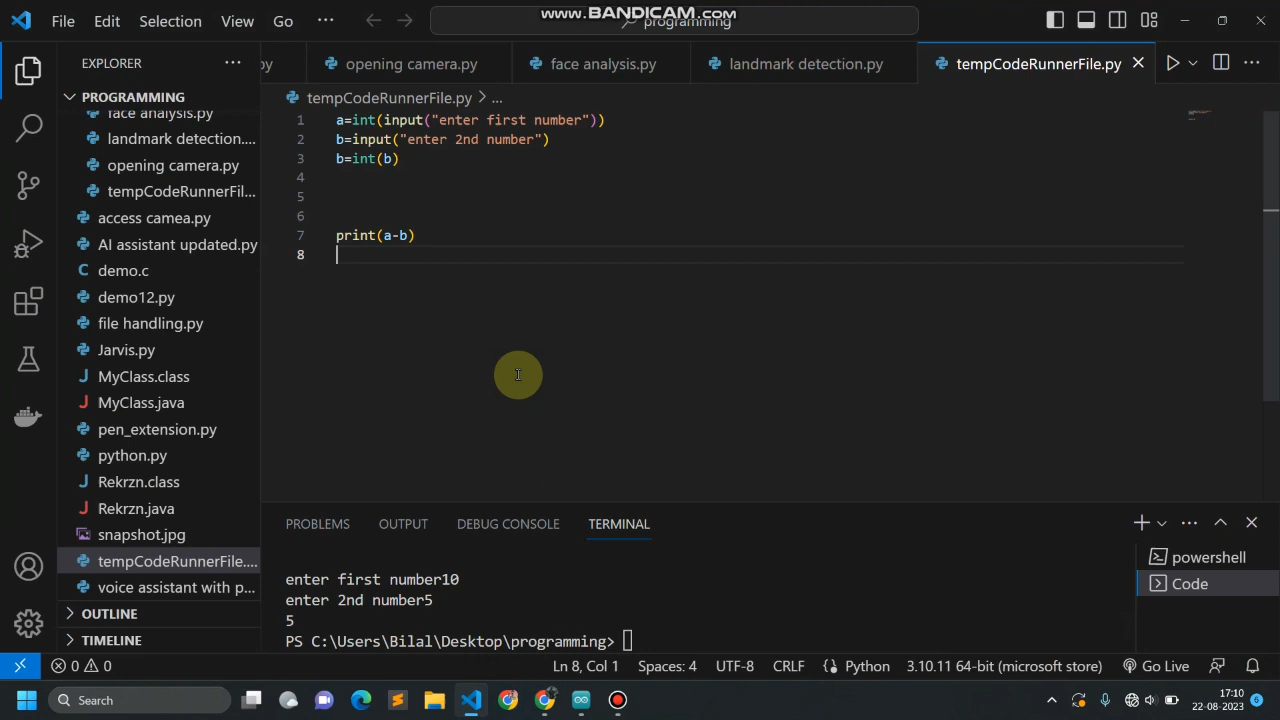 File Edit Selection View Go ···
www.BANDICAM.com
programming
EXPLORER ···
py
opening camera.py
face analysis.py
landmark detection.py
tempCodeRunnerFile.py
PROGRAMMING
face analysis.py
landmark detection....
opening camera.py
tempCodeRunnerFil...
access camea.py
AI assistant updated.py
C demo.c
demo12.py
file handling.py
Jarvis.py
J MyClass.class
J MyClass.java
pen_extension.py
python.py
J Rekrzn.class
J Rekrzn.java
snapshot.jpg
tempCodeRunnerFile....
voice assistant with p...
OUTLINE
TIMELINE
tempCodeRunnerFile.py > ...
1 a=int(input("enter first number"))
2 b=input("enter 2nd number")
3 b=int(b)
4
5
6
7 print(a-b)
8
PROBLEMS OUTPUT DEBUG CONSOLE TERMINAL
enter first number10
enter 2nd number5
5
PS C:\Users\Bilal\Desktop\programming>
powershell
Code
0 0 Ln 8, Col 1 Spaces: 4 UTF-8 CRLF Python 3.10.11 64-bit (microsoft store) Go Live
Search
17:10
22-08-2023
6